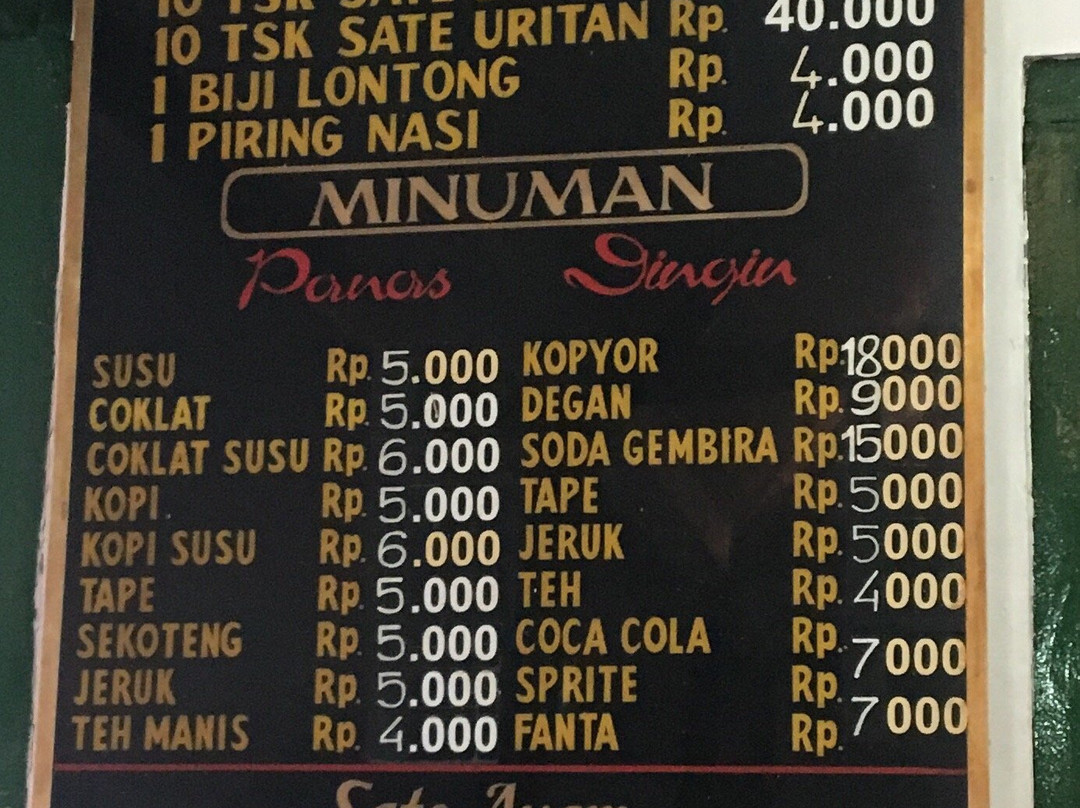 10 TSK SATE
10 TSK SATE URITAN Rp. 40.000
1 BIJI LONTONG Rp. 4.000
1 PIRING NASI Rp. 4.000
MINUMAN
Panas Dingin
SUSU Rp. 5.000 KOPYOR Rp. 18000
COKLAT Rp. 5.000 DEGAN Rp. 9000
COKLAT SUSU Rp. 6.000 SODA GEMBIRA Rp. 15000
KOPI Rp. 5.000 TAPE Rp. 5000
KOPI SUSU Rp. 6.000 JERUK Rp. 5000
TAPE Rp. 5.000 TEH Rp. 4000
SEKOTENG Rp. 5.000 COCA COLA Rp. 7000
JERUK Rp. 5.000 SPRITE Rp. 7000
TEH MANIS Rp. 4.000 FANTA Rp.